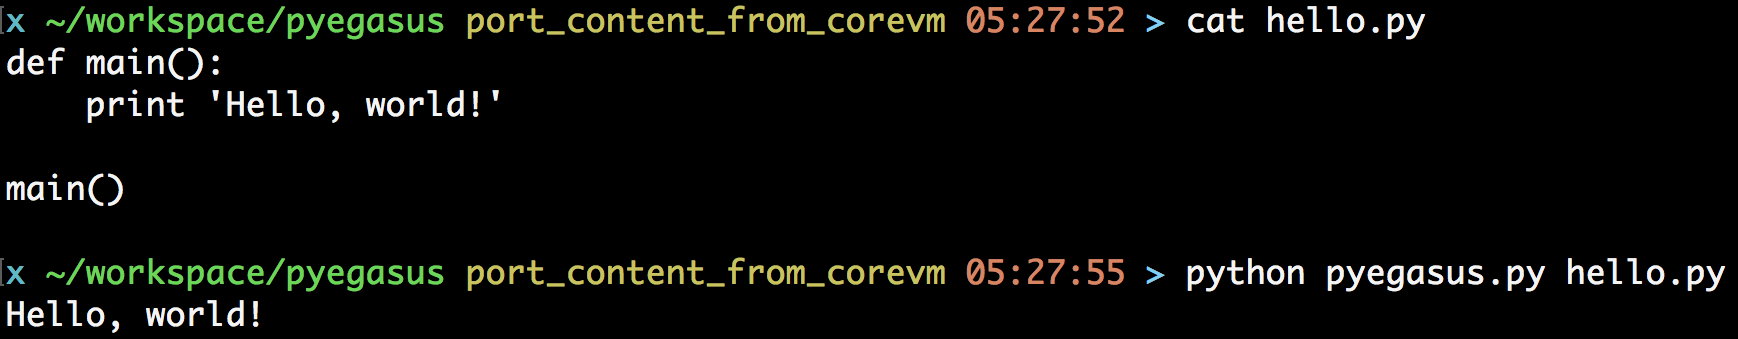 x ~/workspace/pyegasus port_content_from_corevm 05:27:52 > cat hello.py
def main():
    print 'Hello, world!'

main()

x ~/workspace/pyegasus port_content_from_corevm 05:27:55 > python pyegasus.py hello.py
Hello, world!